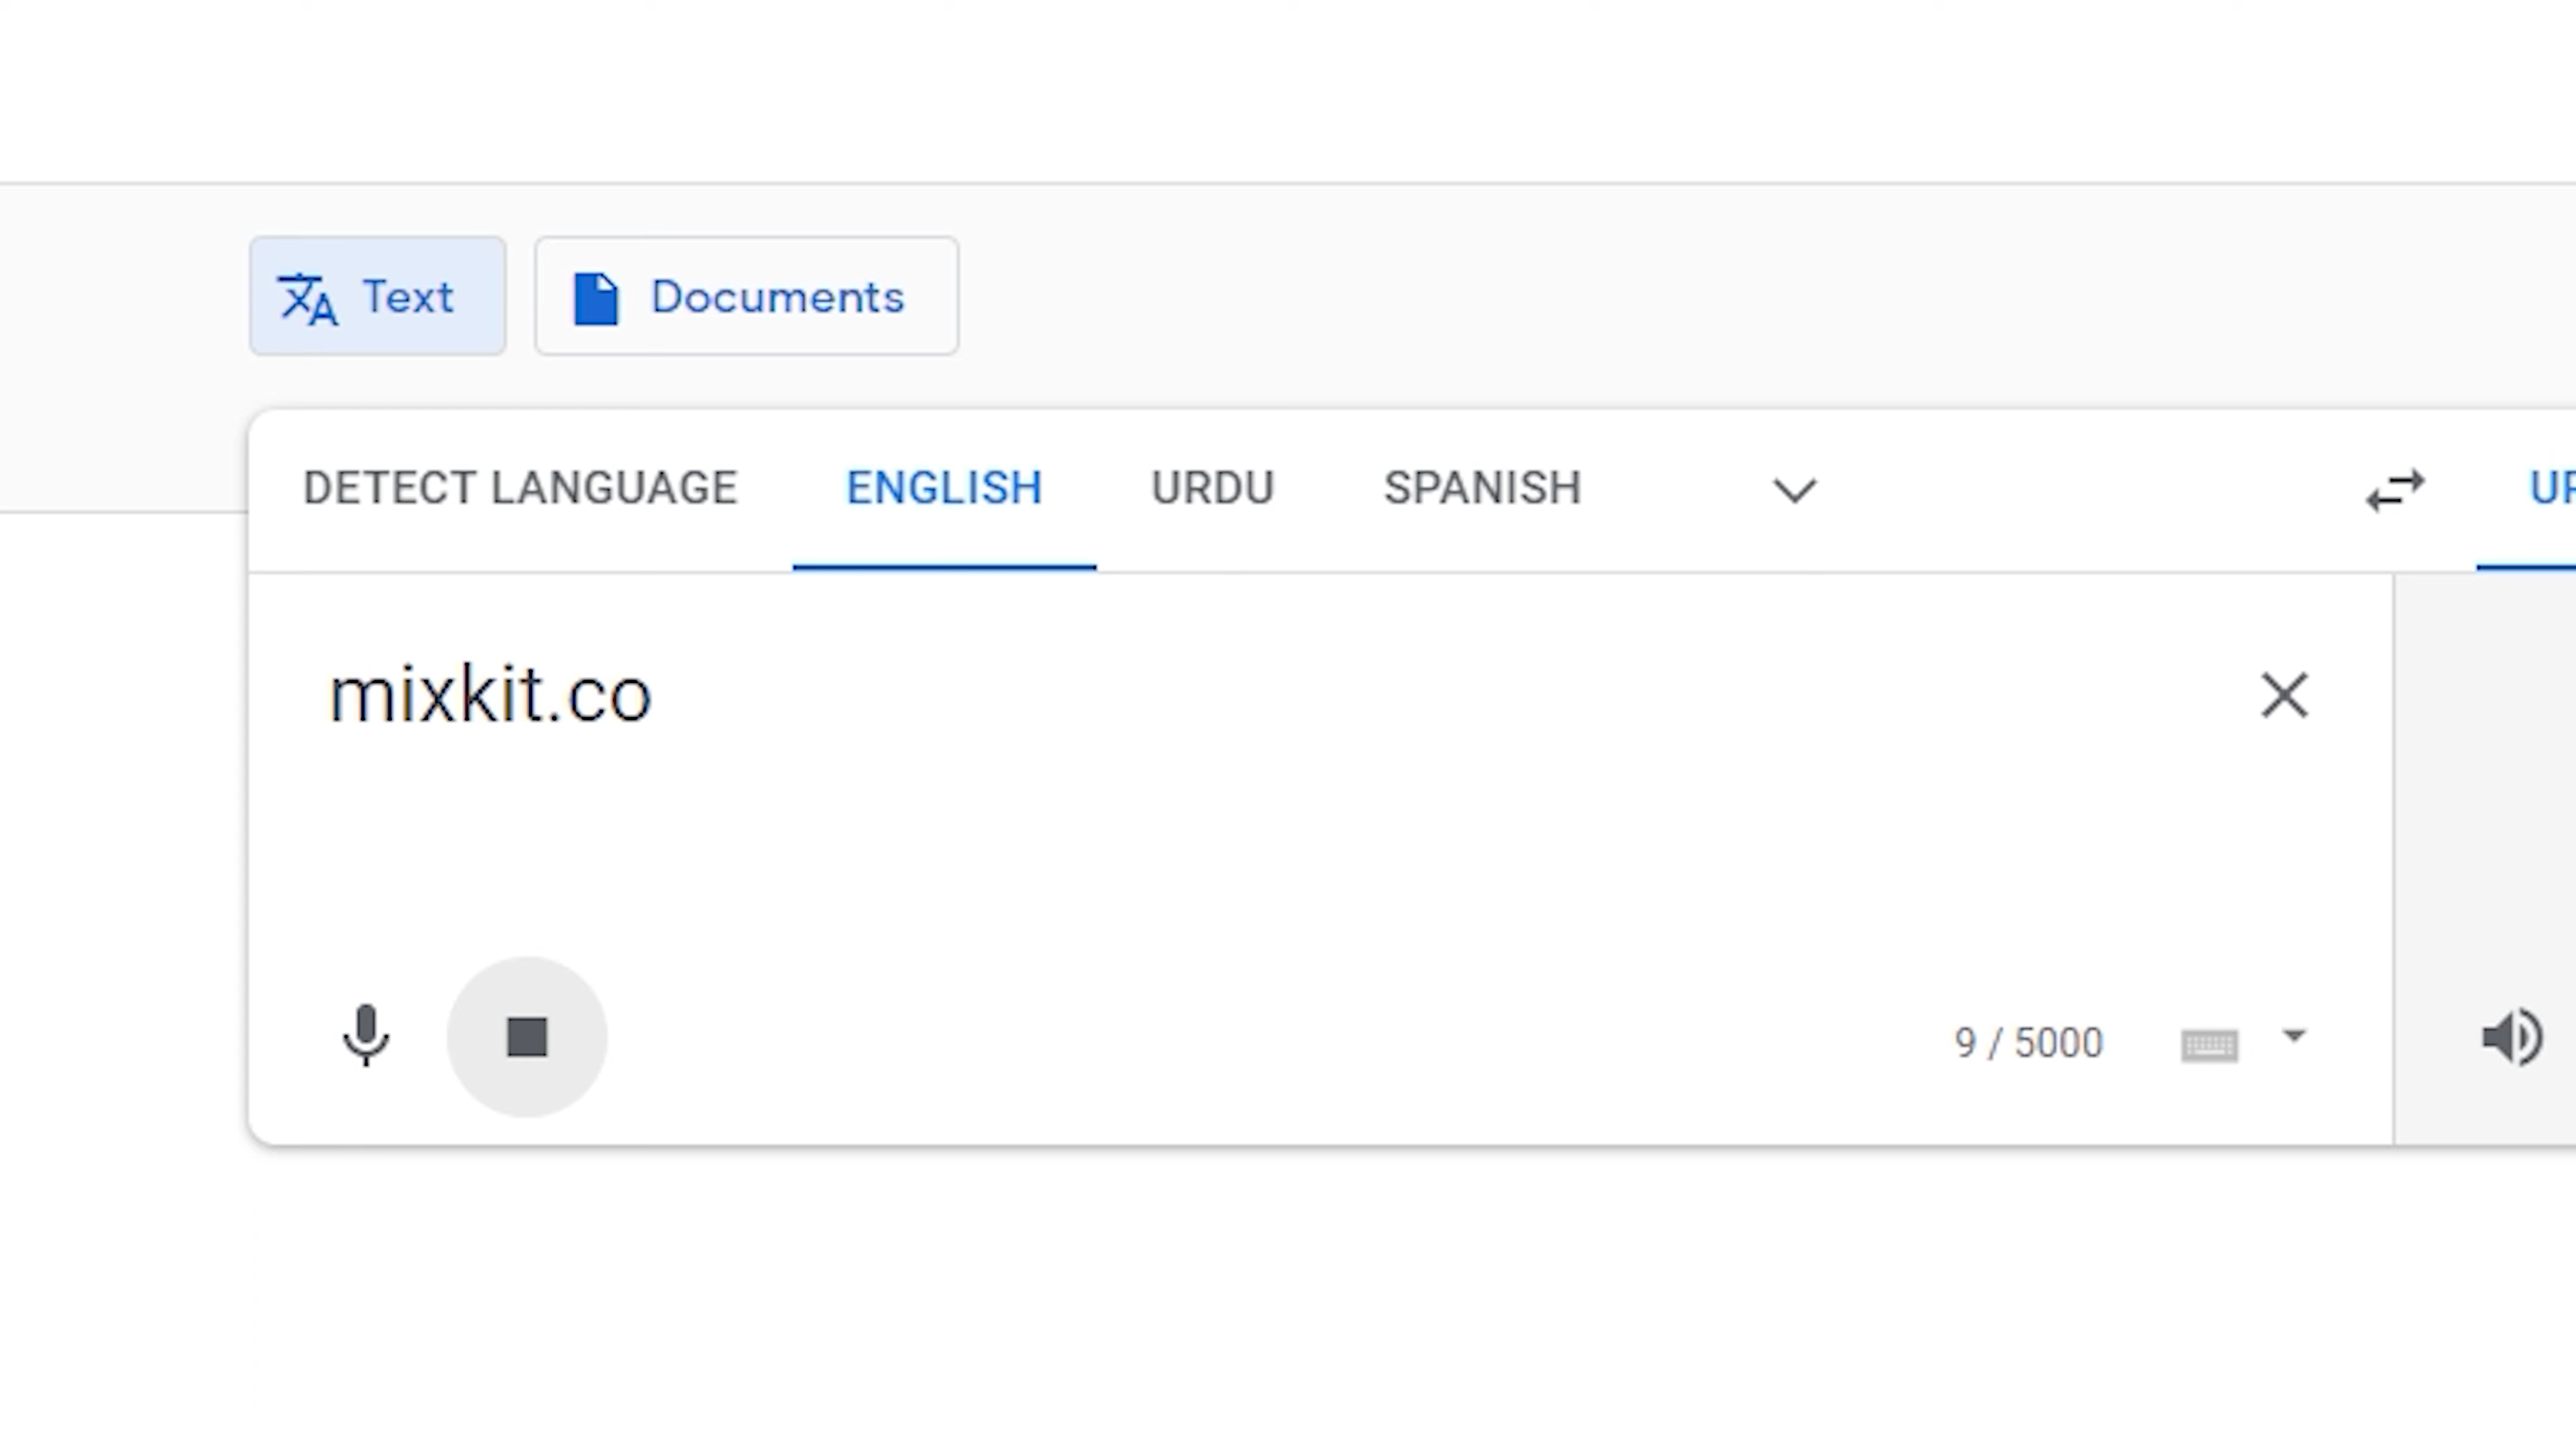 Text Documents
DETECT LANGUAGE ENGLISH URDU SPANISH
mixkit.co
9 / 5000